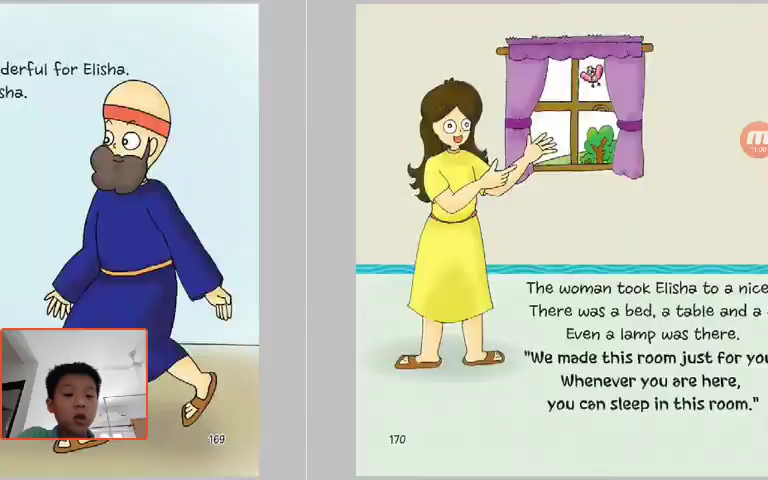 derful for Elisha.
sha.
169
The woman took Elisha to a nice
There was a bed, a table and a
Even a lamp was there.
"We made this room just for you
Whenever you are here,
you can sleep in this room."
170